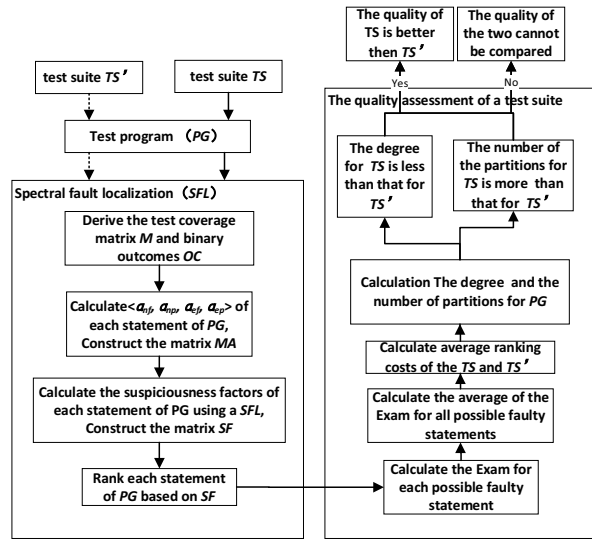 test suite TS′
test suite TS
Test program （PG）
Spectral fault localization（SFL）
Derive the test coverage
matrix M and binary
outcomes OC
Calculate<anf, anp, aef, aep> of
each statement of PG,
Construct the matrix MA
Calculate the suspiciousness factors of
each statement of PG using a SFL,
Construct the matrix SF
Rank each statement
of PG based on SF
The quality of
TS is better
then TS′
The quality of
the two cannot
be compared
Yes
No
The quality assessment of a test suite
The degree
for TS is less
than that for
TS′
The number of
the partitions for
TS is more than
that for TS′
Calculation The degree and the
number of partitions for PG
Calculate average ranking
costs of the TS and TS′
Calculate the average of the
Exam for all possible faulty
statements
Calculate the Exam for
each possible faulty
statement